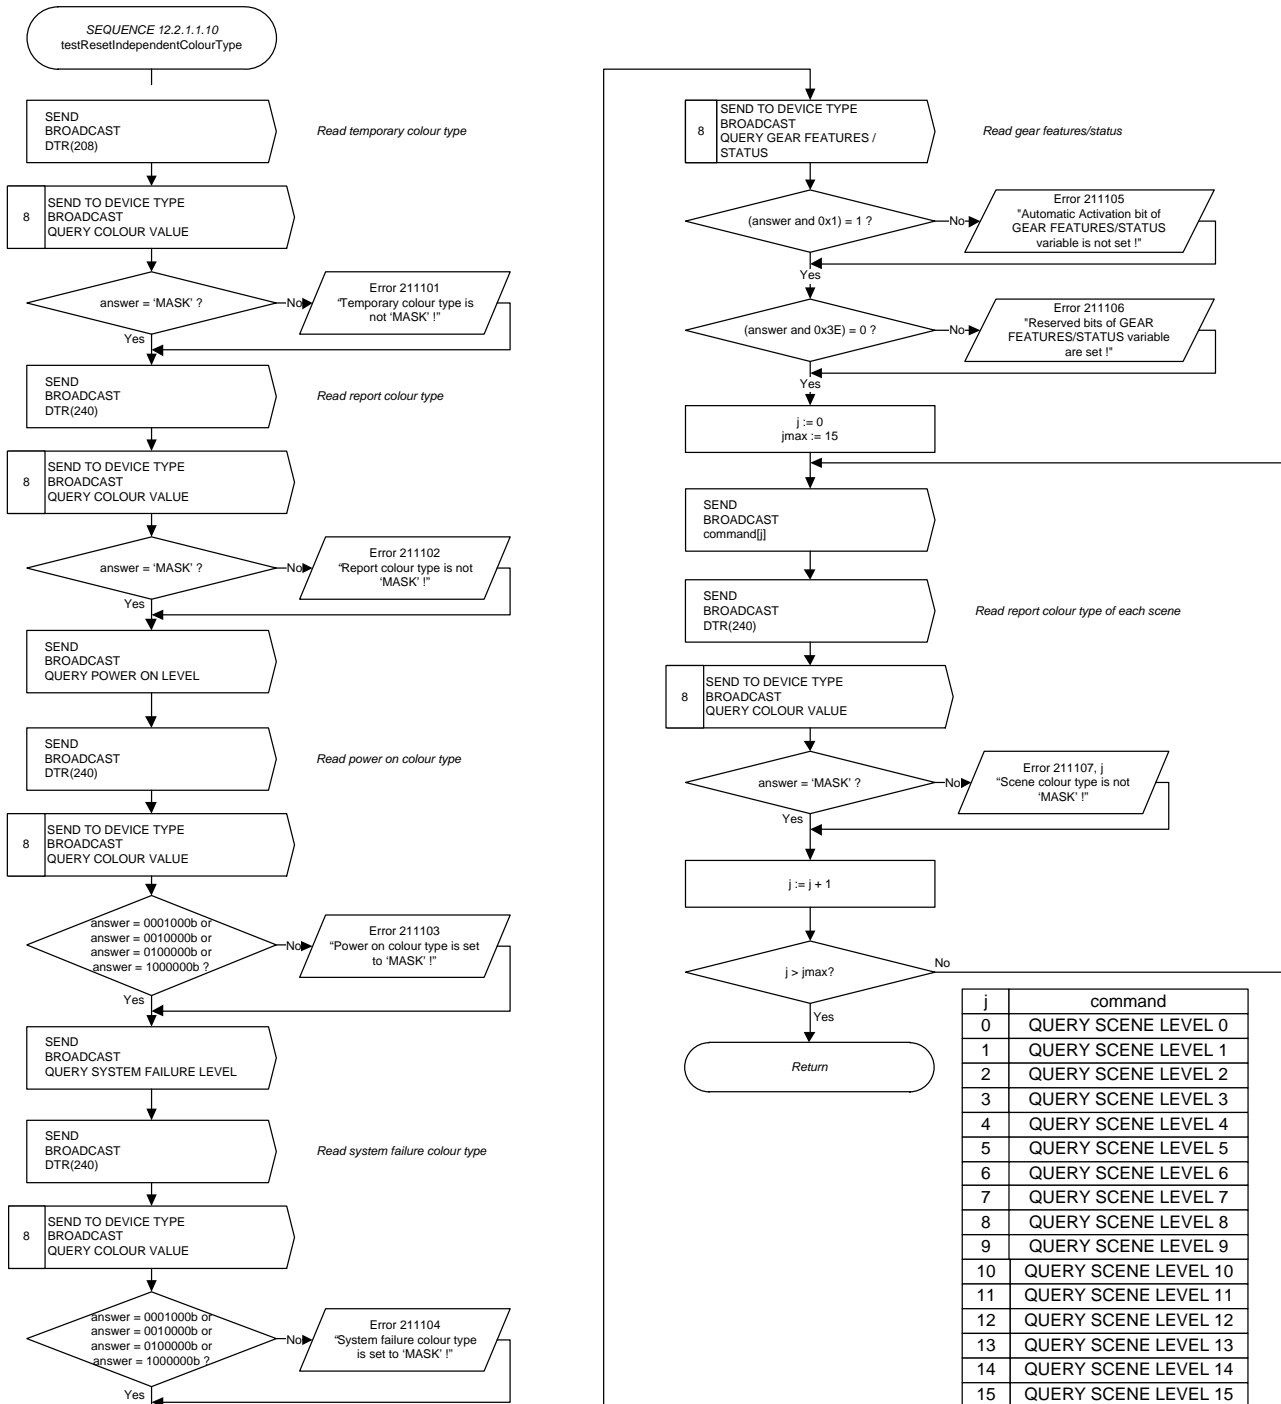 SEQUENCE 12.2.1.1.10
testResetIndependentColourType
SEND
BROADCAST
DTR(208)
Read temporary colour type
8
SEND TO DEVICE TYPE
BROADCAST
QUERY COLOUR VALUE
answer = ‘MASK’ ?
No
Error 211101
“Temporary colour type is
not ‘MASK’ !”
Yes
SEND
BROADCAST
DTR(240)
Read report colour type
8
SEND TO DEVICE TYPE
BROADCAST
QUERY COLOUR VALUE
answer = ‘MASK’ ?
No
Error 211102
“Report colour type is not
‘MASK’ !”
Yes
SEND
BROADCAST
QUERY POWER ON LEVEL
SEND
BROADCAST
DTR(240)
Read power on colour type
8
SEND TO DEVICE TYPE
BROADCAST
QUERY COLOUR VALUE
answer = 0001000b or
answer = 0010000b or
answer = 0100000b or
answer = 1000000b ?
No
Error 211103
“Power on colour type is set
to ‘MASK’ !”
Yes
SEND
BROADCAST
QUERY SYSTEM FAILURE LEVEL
SEND
BROADCAST
DTR(240)
Read system failure colour type
8
SEND TO DEVICE TYPE
BROADCAST
QUERY COLOUR VALUE
answer = 0001000b or
answer = 0010000b or
answer = 0100000b or
answer = 1000000b ?
No
Error 211104
“System failure colour type
is set to ‘MASK’ !”
Yes
8
SEND TO DEVICE TYPE
BROADCAST
QUERY GEAR FEATURES /
STATUS
Read gear features/status
(answer and 0x1) = 1 ?
No
Error 211105
"Automatic Activation bit of
GEAR FEATURES/STATUS
variable is not set !"
Yes
(answer and 0x3E) = 0 ?
No
Error 211106
"Reserved bits of GEAR
FEATURES/STATUS variable
are set !"
Yes
j := 0
jmax := 15
SEND
BROADCAST
command[j]
SEND
BROADCAST
DTR(240)
Read report colour type of each scene
8
SEND TO DEVICE TYPE
BROADCAST
QUERY COLOUR VALUE
answer = ‘MASK’ ?
No
Error 211107, j
“Scene colour type is not
‘MASK’ !”
Yes
j := j + 1
j > jmax?
No
Yes
Return
j command
0 QUERY SCENE LEVEL 0
1 QUERY SCENE LEVEL 1
2 QUERY SCENE LEVEL 2
3 QUERY SCENE LEVEL 3
4 QUERY SCENE LEVEL 4
5 QUERY SCENE LEVEL 5
6 QUERY SCENE LEVEL 6
7 QUERY SCENE LEVEL 7
8 QUERY SCENE LEVEL 8
9 QUERY SCENE LEVEL 9
10 QUERY SCENE LEVEL 10
11 QUERY SCENE LEVEL 11
12 QUERY SCENE LEVEL 12
13 QUERY SCENE LEVEL 13
14 QUERY SCENE LEVEL 14
15 QUERY SCENE LEVEL 15